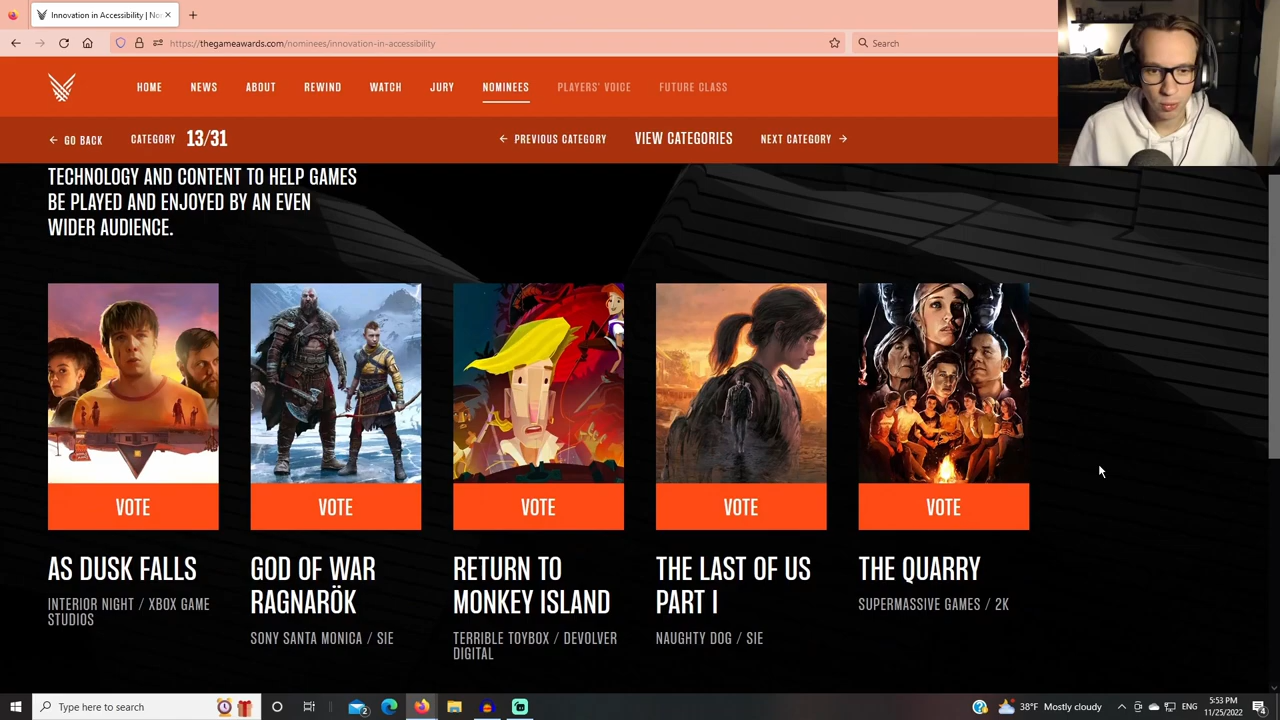 Innovation in Accessibility | No
https://thegameawards.com/nominees/innovation-in-accessibility
Search
HOME
NEWS
ABOUT
REWIND
WATCH
JURY
NOMINEES
PLAYERS' VOICE
FUTURE CLASS
GO BACK
CATEGORY 13/31
PREVIOUS CATEGORY
VIEW CATEGORIES
NEXT CATEGORY
TECHNOLOGY AND CONTENT TO HELP GAMES
BE PLAYED AND ENJOYED BY AN EVEN
WIDER AUDIENCE.
VOTE
VOTE
VOTE
VOTE
VOTE
AS DUSK FALLS
INTERIOR NIGHT / XBOX GAME
STUDIOS
GOD OF WAR
RAGNARÖK
SONY SANTA MONICA / SIE
RETURN TO
MONKEY ISLAND
TERRIBLE TOYBOX / DEVOLVER
DIGITAL
THE LAST OF US
PART I
NAUGHTY DOG / SIE
THE QUARRY
SUPERMASSIVE GAMES / 2K
Type here to search
2
38°F Mostly cloudy
ENG
5:53 PM
11/25/2022
4